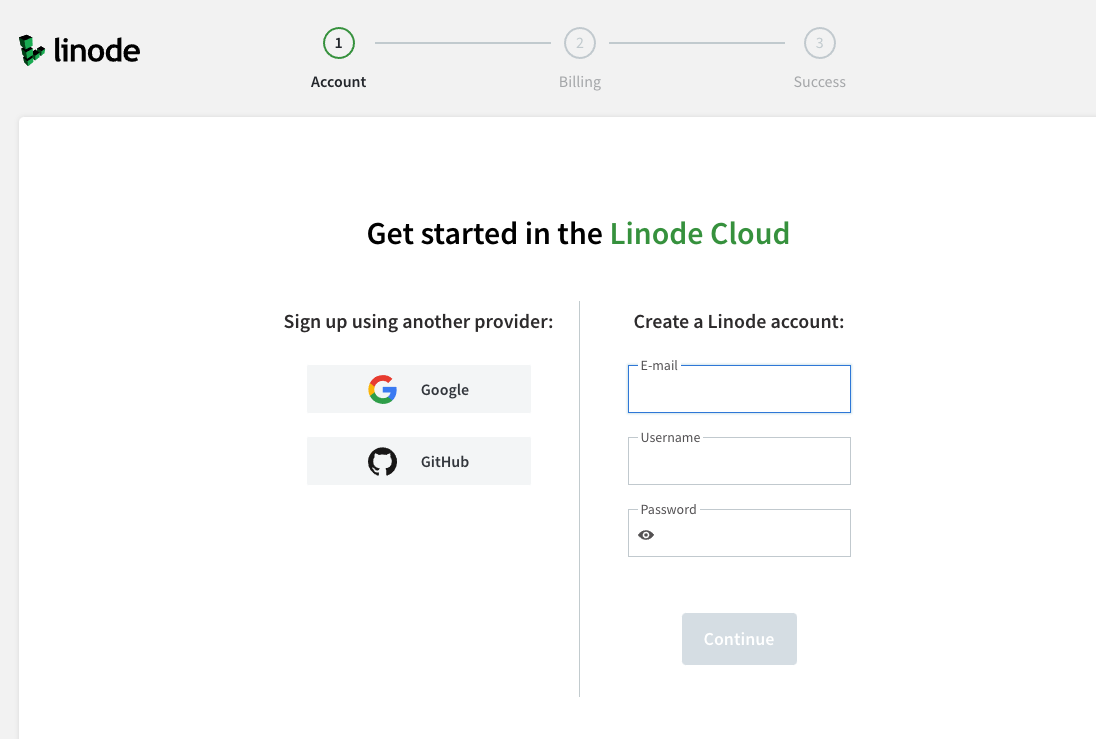 linode
1
2
3
Account
Billing
Success
Get started in the Linode Cloud
Sign up using another provider:
Google
GitHub
Create a Linode account:
E-mail
Username
Password
Continue